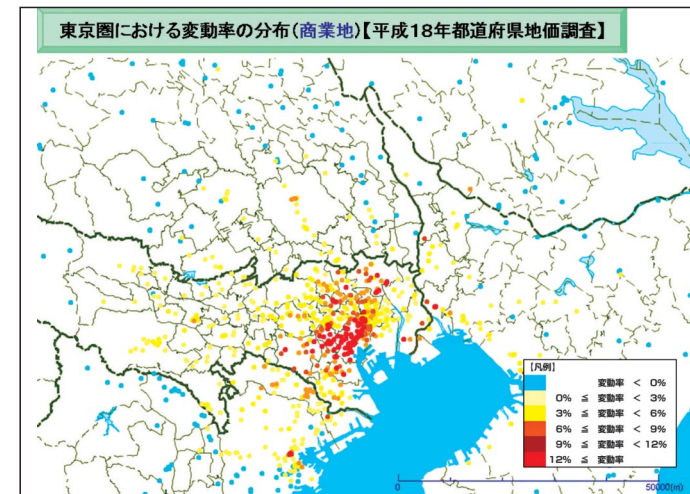 東京圏における変動率の分布(商業地)【平成18年都道府県地価調査】
【凡例】
変動率 < 0%
0% ≦ 変動率 < 3%
3% ≦ 変動率 < 6%
6% ≦ 変動率 < 9%
9% ≦ 変動率 < 12%
12% ≦ 変動率
0 50000(m)